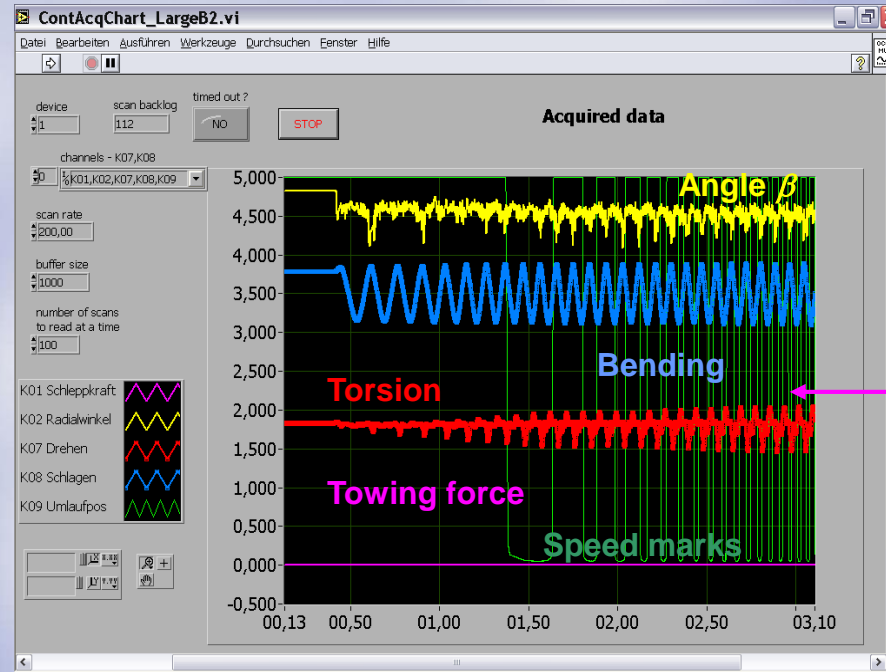 ContAcqChart_LargeB2.vi
Datei Bearbeiten Ausführen Werkzeuge Durchsuchen Fenster Hilfe
device
1
scan backlog
112
timed out ?
NO
STOP
Acquired data
channels - K07,K08
0
K01,K02,K07,K08,K09
scan rate
200,00
buffer size
1000
number of scans
to read at a time
100
K01 Schleppkraft
K02 Radialwinkel
K07 Drehen
K08 Schlagen
K09 Umlaufpos
5,000
4,500
4,000
3,500
3,000
2,500
2,000
1,500
1,000
0,500
0,000
-0,500
00,13 00,50 01,00 01,50 02,00 02,50 03,10
Angle β
Bending
Torsion
Towing force
Speed marks